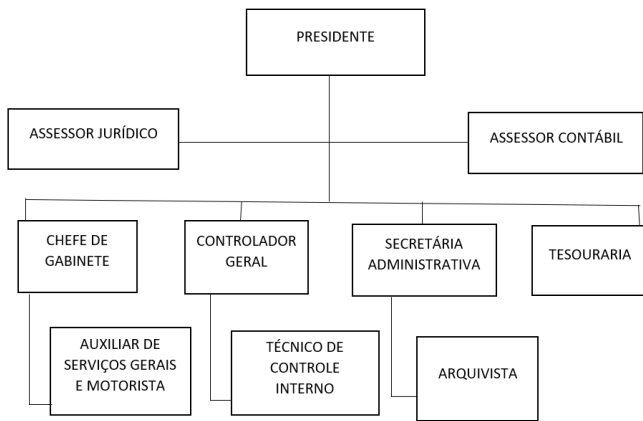 PRESIDENTE
ASSESSOR JURÍDICO
ASSESSOR CONTÁBIL
CHEFE DE
GABINETE
CONTROLADOR
GERAL
SECRETÁRIA
ADMINISTRATIVA
TESOURARIA
AUXILIAR DE
SERVIÇOS GERAIS
E MOTORISTA
TÉCNICO DE
CONTROLE
INTERNO
ARQUIVISTA